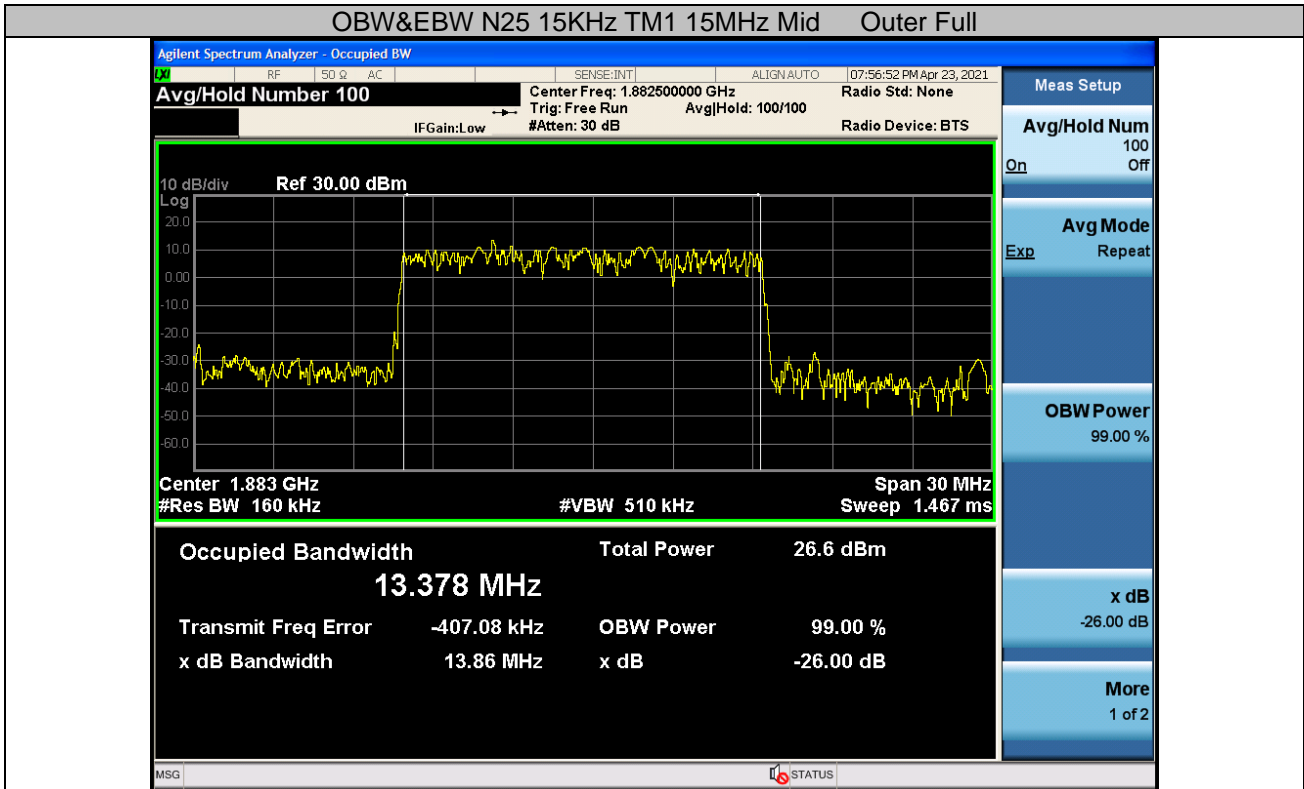 OBW&EBW N25 15KHz TM1 15MHz Mid Outer Full
Agilent Spectrum Analyzer - Occupied BW
LXI RF 50 Ω AC SENSE:INT ALIGN AUTO 07:56:52 PM Apr 23, 2021
Avg/Hold Number 100
Center Freq: 1.882500000 GHz Radio Std: None
Trig: Free Run Avg|Hold: 100/100
IFGain:Low #Atten: 30 dB Radio Device: BTS
10 dB/div Ref 30.00 dBm
Log
20.0
10.0
0.00
-10.0
-20.0
-30.0
-40.0
-50.0
-60.0
Center 1.883 GHz Span 30 MHz
#Res BW 160 kHz #VBW 510 kHz Sweep 1.467 ms
Occupied Bandwidth Total Power 26.6 dBm
13.378 MHz
Transmit Freq Error -407.08 kHz OBW Power 99.00 %
x dB Bandwidth 13.86 MHz x dB -26.00 dB
MSG STATUS
Meas Setup
Avg/Hold Num
100
On Off
Avg Mode
Exp Repeat
OBW Power
99.00 %
x dB
-26.00 dB
More
1 of 2